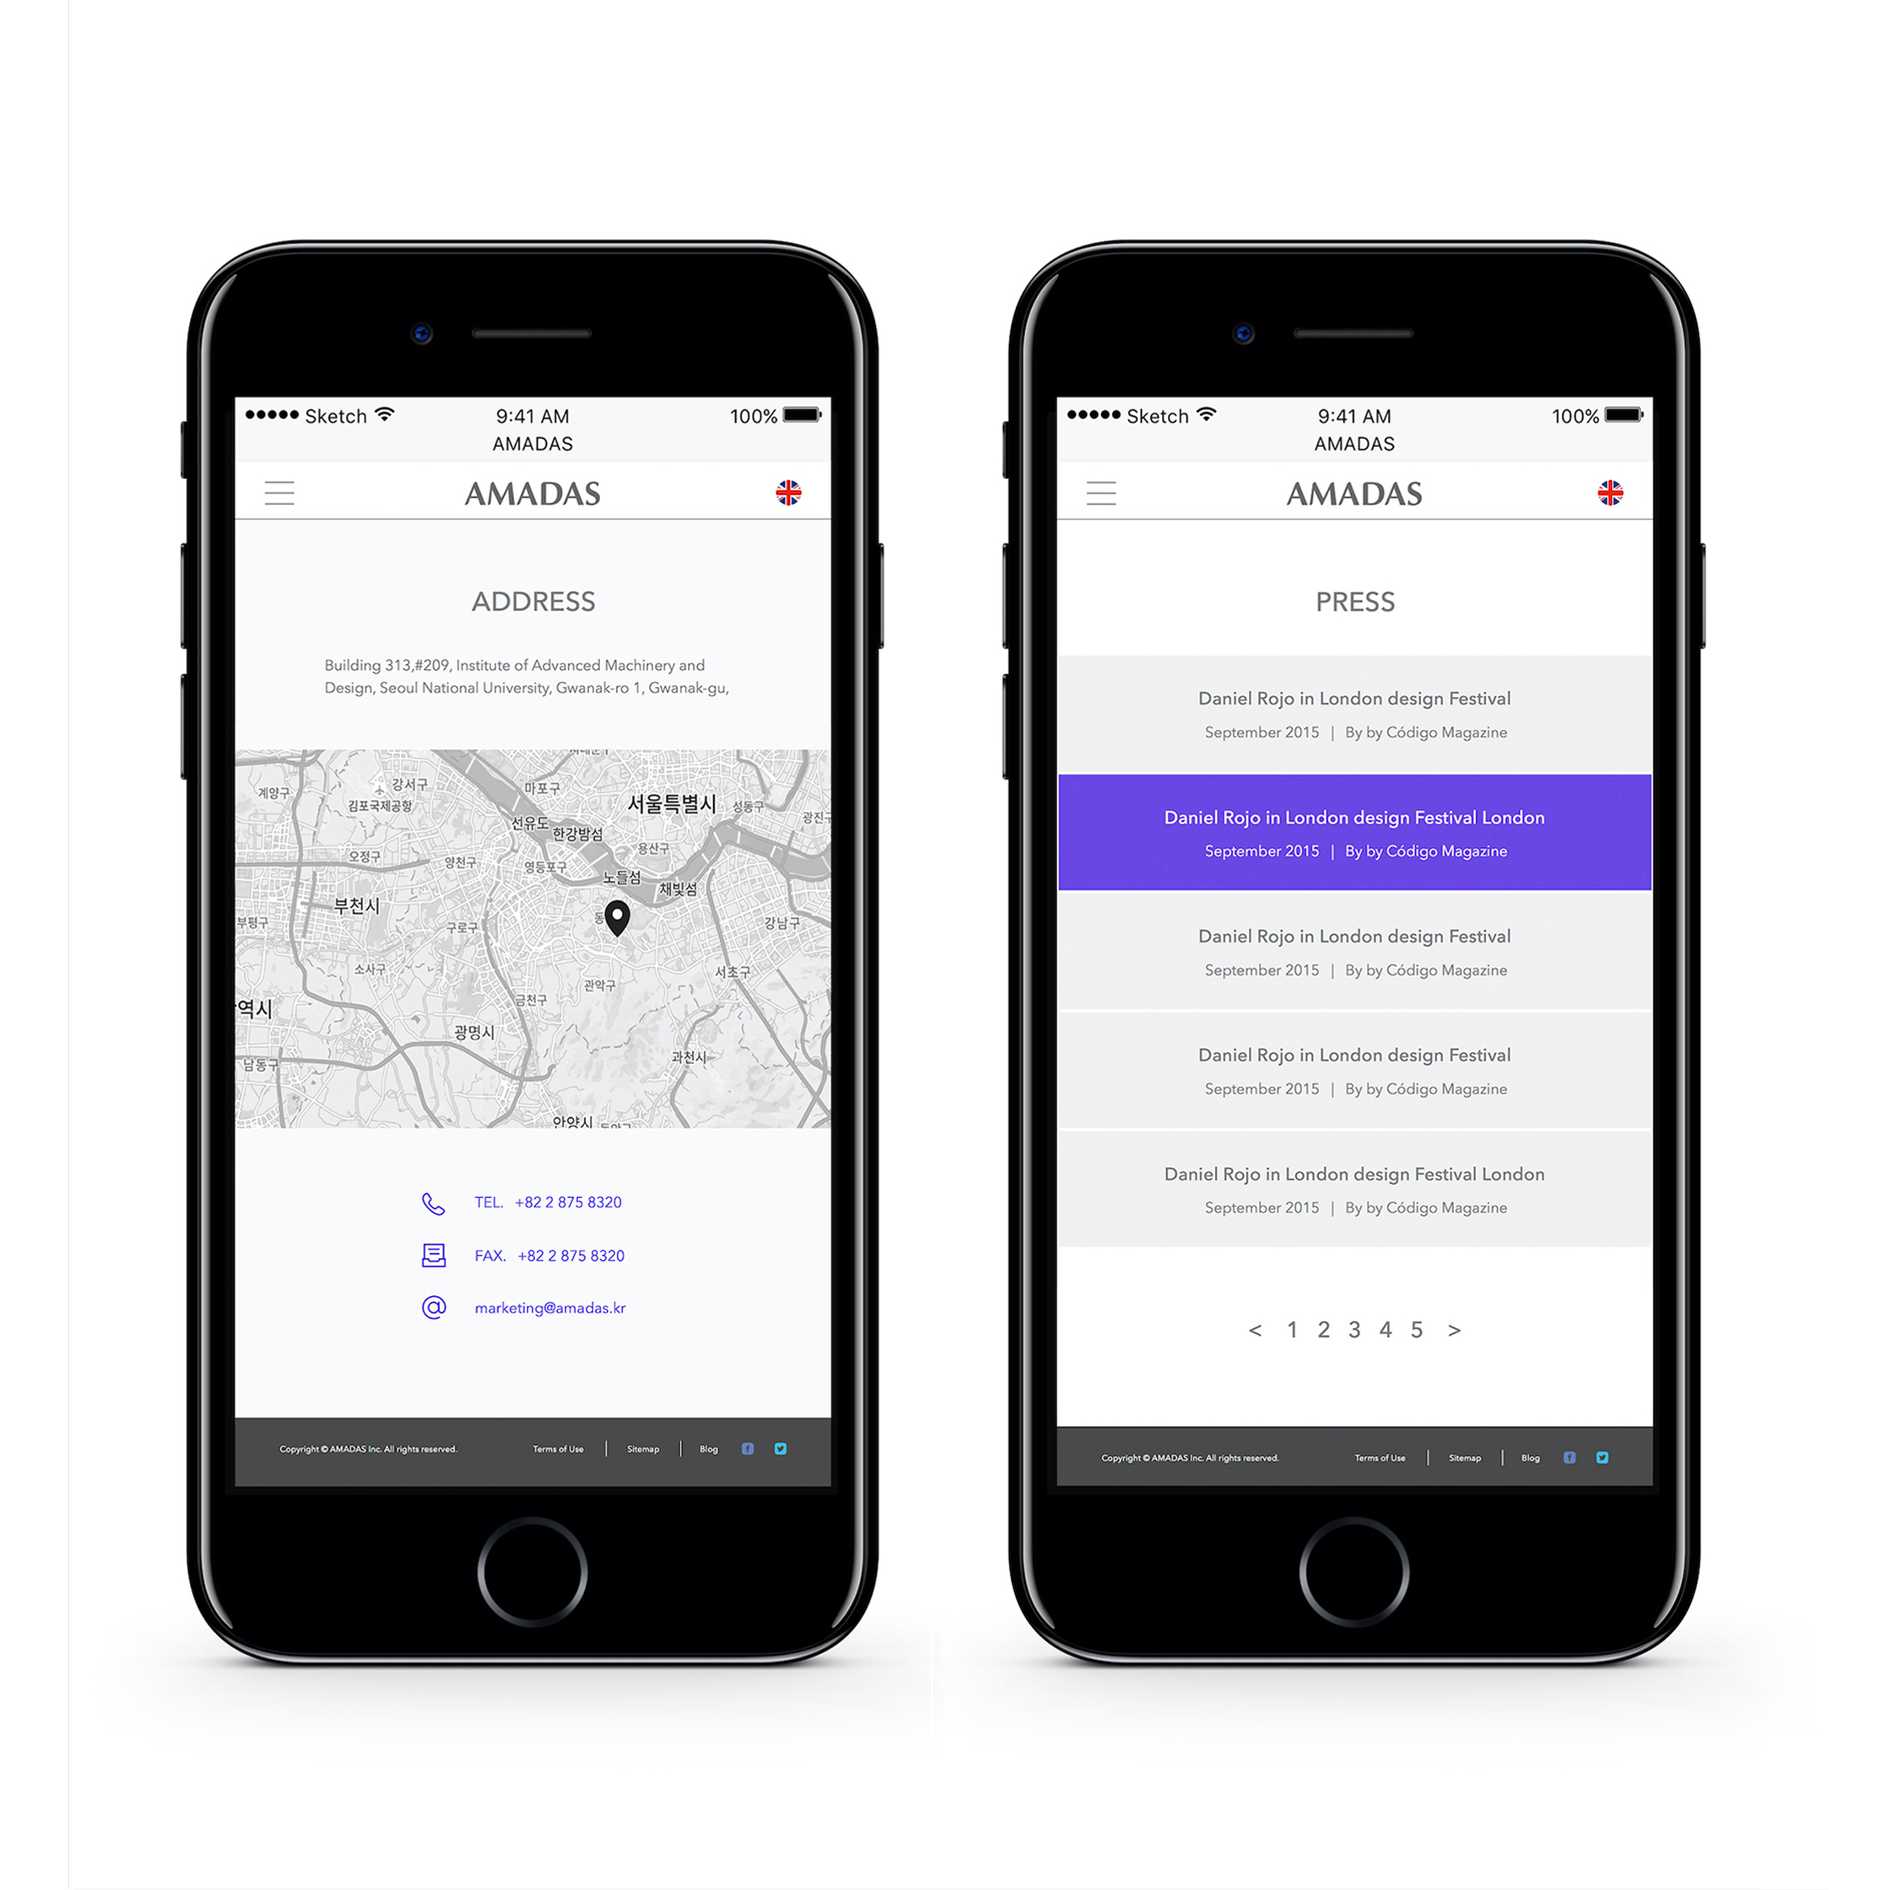 Sketch 9:41 AM 100%
AMADAS
AMADAS
ADDRESS
Building 313,#209, Institute of Advanced Machinery and
Design, Seoul National University, Gwanak-ro 1, Gwanak-gu,
계양구
강서구
김포국제공항
마포구
서울특별시
성동구
광진구
선유도
한강밤섬
오정구
양천구
영등포구
용산구
노들섬
채빛섬
부천시
부평구
구로구
동
강남구
소사구
관악구
서초구
역시
금천구
광명시
과천시
남동구
안양시
TEL. +82 2 875 8320
FAX. +82 2 875 8320
@ marketing@amadas.kr
Copyright © AMADAS Inc. All rights reserved. Terms of Use | Sitemap | Blog f
Sketch 9:41 AM 100%
AMADAS
AMADAS
PRESS
Daniel Rojo in London design Festival
September 2015 | By by Código Magazine
Daniel Rojo in London design Festival London
September 2015 | By by Código Magazine
Daniel Rojo in London design Festival
September 2015 | By by Código Magazine
Daniel Rojo in London design Festival
September 2015 | By by Código Magazine
Daniel Rojo in London design Festival London
September 2015 | By by Código Magazine
< 1 2 3 4 5 >
Copyright © AMADAS Inc. All rights reserved. Terms of Use | Sitemap | Blog f